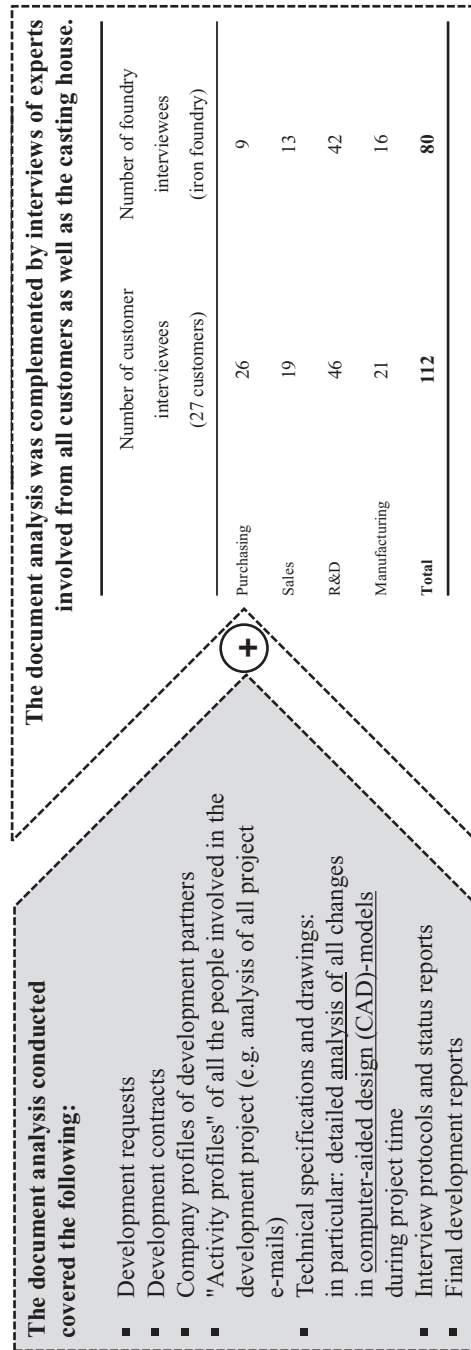 The document analysis conducted
covered the following:
▪ Development requests
▪ Development contracts
▪ Company profiles of development partners
▪ "Activity profiles" of all the people involved in the
development project (e.g. analysis of all project
e-mails)
▪ Technical specifications and drawings:
in particular: detailed analysis of all changes
in computer-aided design (CAD)-models
during project time
▪ Interview protocols and status reports
▪ Final development reports
+
The document analysis was complemented by interviews of experts
involved from all customers as well as the casting house.
Number of customer Number of foundry
interviewees interviewees
(27 customers) (iron foundry)
Purchasing 26 9
Sales 19 13
R&D 46 42
Manufacturing 21 16
Total 112 80